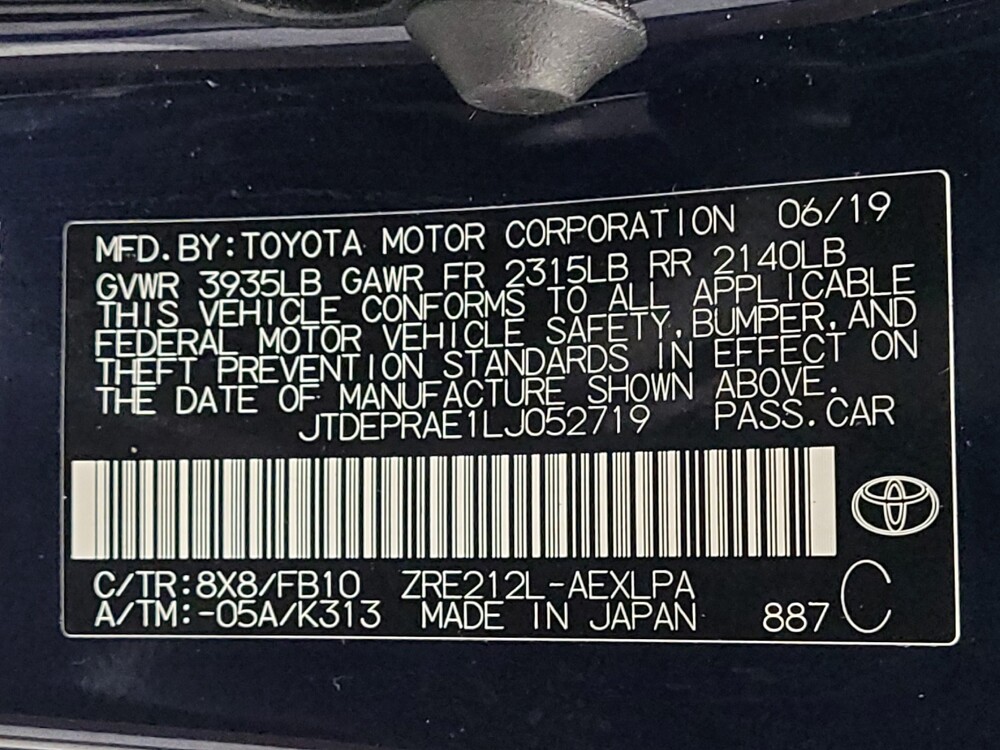 MFD. BY: TOYOTA MOTOR CORPORATION 06/19
GVWR 3935LB GAWR FR 2315LB RR 2140LB
THIS VEHICLE CONFORMS TO ALL APPLICABLE
FEDERAL MOTOR VEHICLE SAFETY, BUMPER, AND
THEFT PREVENTION STANDARDS IN EFFECT ON
THE DATE OF MANUFACTURE SHOWN ABOVE.
JTDEPRAE1LJ052719 PASS. CAR
C/TR: 8X8/FB10 ZRE212L-AEXLPA
A/TM: -05A/K313 MADE IN JAPAN 887 C